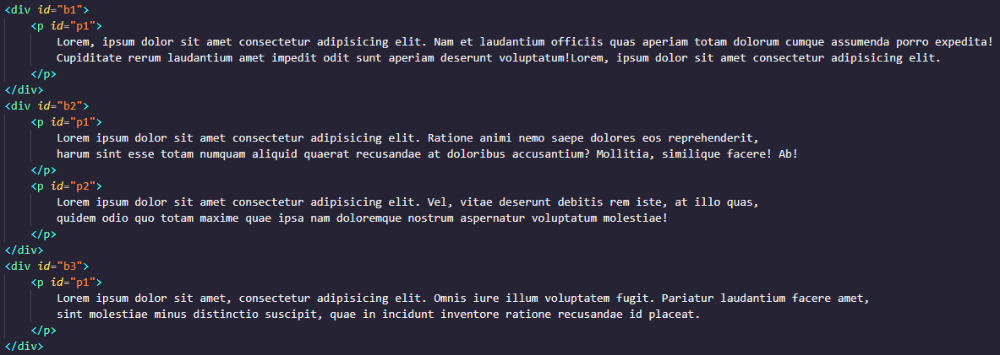 <div id="b1">
<p id="p1">
Lorem, ipsum dolor sit amet consectetur adipisicing elit. Nam et laudantium officiis quas aperiam totam dolorum cumque assumenda porro expedita!
Cupiditate rerum laudantium amet impedit odit sunt aperiam deserunt voluptatum!Lorem, ipsum dolor sit amet consectetur adipisicing elit.
</p>
</div>
<div id="b2">
<p id="p1">
Lorem ipsum dolor sit amet consectetur adipisicing elit. Ratione animi nemo saepe dolores eos reprehenderit,
harum sint esse totam numquam aliquid quaerat recusandae at doloribus accusantium? Mollitia, similique facere! Ab!
</p>
<p id="p2">
Lorem ipsum dolor sit amet consectetur adipisicing elit. Vel, vitae deserunt debitis rem iste, at illo quas,
quidem odio quo totam maxime quae ipsa nam doloremque nostrum aspernatur voluptatum molestiae!
</p>
</div>
<div id="b3">
<p id="p1">
Lorem ipsum dolor sit amet, consectetur adipisicing elit. Omnis iure illum voluptatem fugit. Pariatur laudantium facere amet,
sint molestiae minus distinctio suscipit, quae in incidunt inventore ratione recusandae id placeat.
</p>
</div>